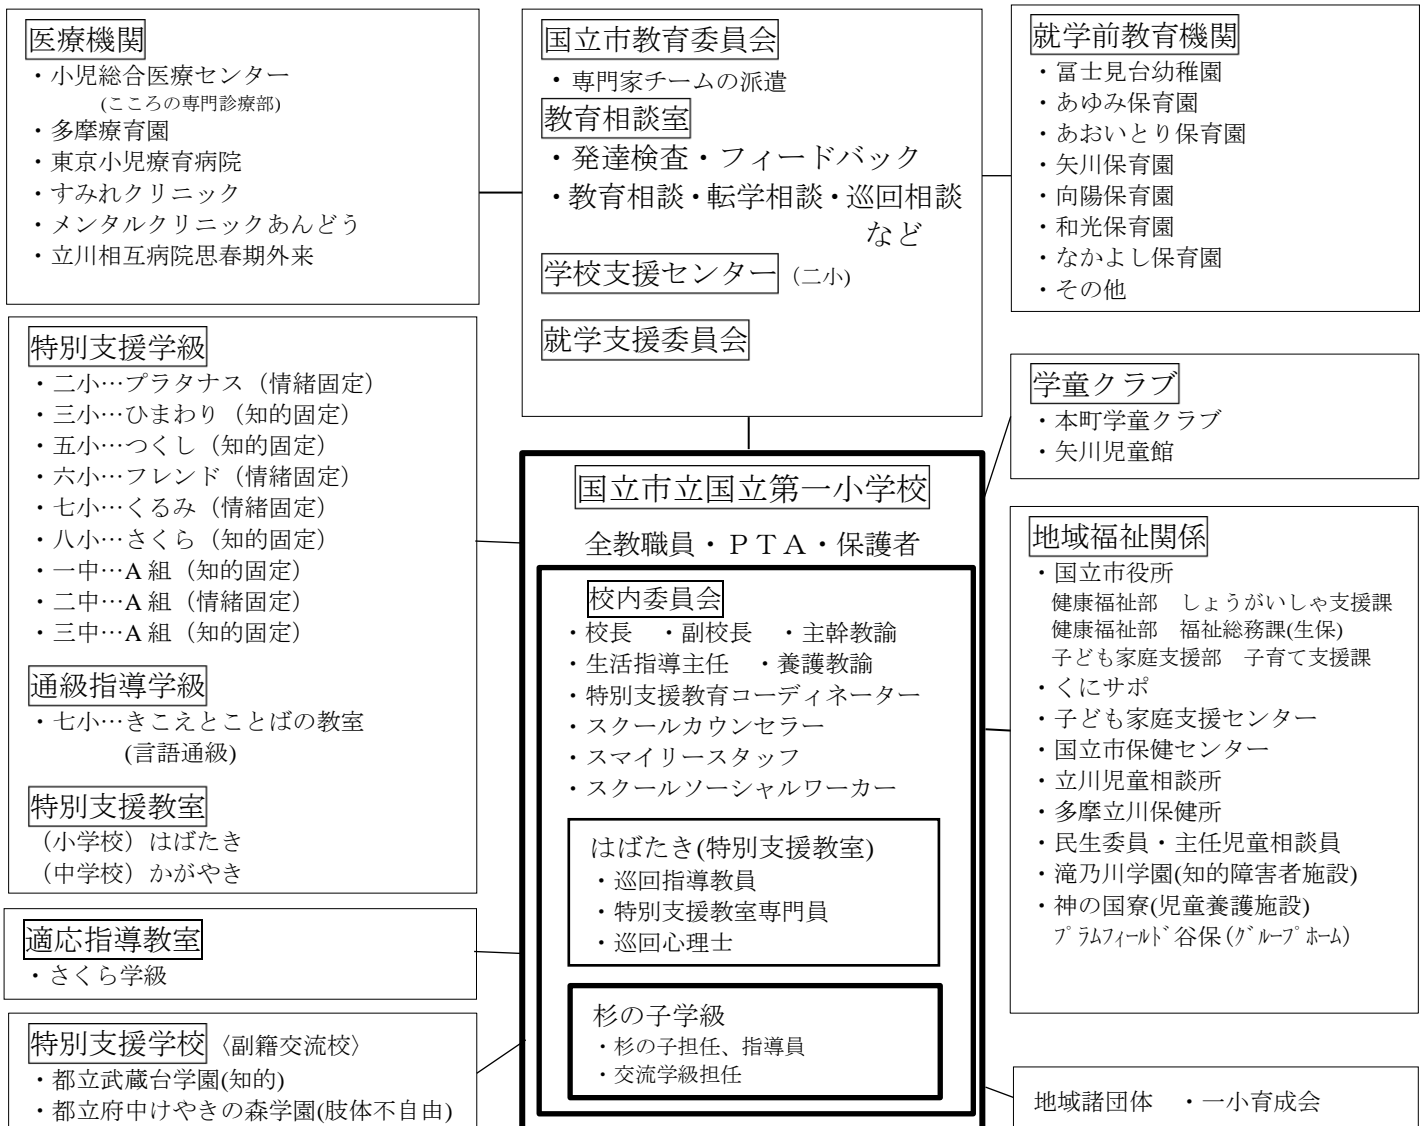 医療機関
・小児総合医療センター
(こころの専門診療部)
・多摩療育園
・東京小児療育病院
・すみれクリニック
・メンタルクリニックあんどう
・立川相互病院思春期外来
国立市教育委員会
・専門家チームの派遣
教育相談室
・発達検査・フィードバック
・教育相談・転学相談・巡回相談
など
学校支援センター（二小)
就学支援委員会
就学前教育機関
・冨士見台幼稚園
・あゆみ保育園
・あおいとり保育園
・矢川保育園
・向陽保育園
・和光保育園
・なかよし保育園
・その他
特別支援学級
・二小…プラタナス（情緒固定）
・三小…ひまわり（知的固定）
・五小…つくし（知的固定）
・六小…フレンド（情緒固定）
・七小…くるみ（情緒固定）
・八小…さくら（知的固定）
・一中…A 組（知的固定）
・二中…A 組（情緒固定）
・三中…A 組（知的固定）
通級指導学級
・七小…きこえとことばの教室
(言語通級)
特別支援教室
（小学校）はばたき
（中学校）かがやき
適応指導教室
・さくら学級
特別支援学校〈副籍交流校〉
・都立武蔵台学園(知的)
・都立府中けやきの森学園(肢体不自由)
国立市立国立第一小学校
全教職員・ＰＴＡ・保護者
校内委員会
・校長　・副校長　・主幹教諭
・生活指導主任　・養護教諭
・特別支援教育コーディネーター
・スクールカウンセラー
・スマイリースタッフ
・スクールソーシャルワーカー
はばたき(特別支援教室)
・巡回指導教員
・特別支援教室専門員
・巡回心理士
杉の子学級
・杉の子担任、指導員
・交流学級担任
学童クラブ
・本町学童クラブ
・矢川児童館
地域福祉関係
・国立市役所
健康福祉部　しょうがいしゃ支援課
健康福祉部　福祉総務課(生保)
子ども家庭支援部　子育て支援課
・くにサポ
・子ども家庭支援センター
・国立市保健センター
・立川児童相談所
・多摩立川保健所
・民生委員・主任児童相談員
・滝乃川学園(知的障害者施設)
・神の国寮(児童養護施設)
ﾌﾟﾗﾑﾌｨｰﾙﾄﾞ谷保(ｸﾞﾙｰﾌﾟﾎｰﾑ)
地域諸団体　・一小育成会